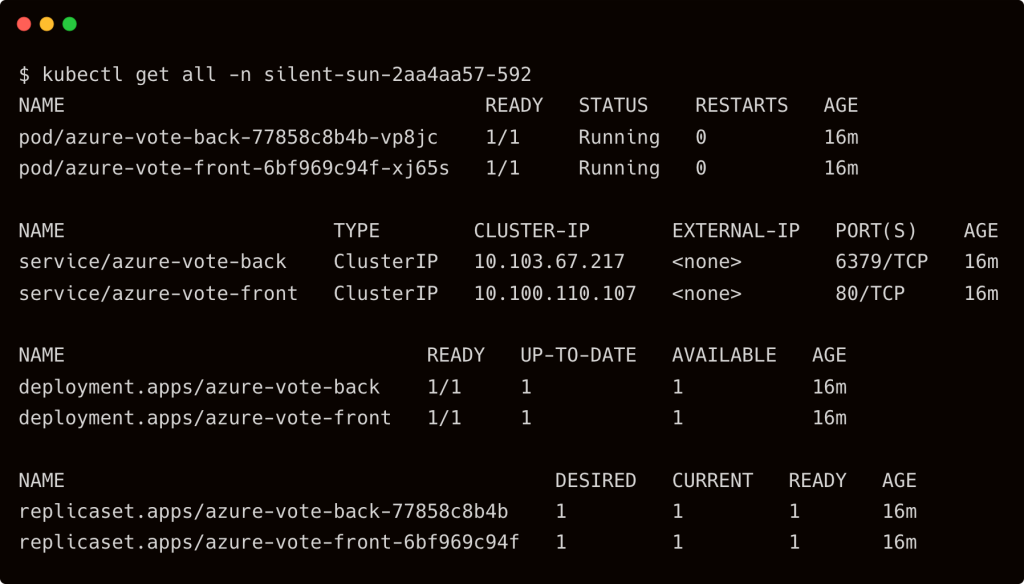 $ kubectl get all -n silent-sun-2aa4aa57-592
NAME                                    READY   STATUS    RESTARTS   AGE
pod/azure-vote-back-77858c8b4b-vp8jc    1/1     Running   0          16m
pod/azure-vote-front-6bf969c94f-xj65s   1/1     Running   0          16m

NAME                       TYPE        CLUSTER-IP       EXTERNAL-IP   PORT(S)    AGE
service/azure-vote-back    ClusterIP   10.103.67.217    <none>        6379/TCP   16m
service/azure-vote-front   ClusterIP   10.100.110.107   <none>        80/TCP     16m

NAME                               READY   UP-TO-DATE   AVAILABLE   AGE
deployment.apps/azure-vote-back    1/1     1            1           16m
deployment.apps/azure-vote-front   1/1     1            1           16m

NAME                                          DESIRED   CURRENT   READY   AGE
replicaset.apps/azure-vote-back-77858c8b4b    1         1         1       16m
replicaset.apps/azure-vote-front-6bf969c94f   1         1         1       16m